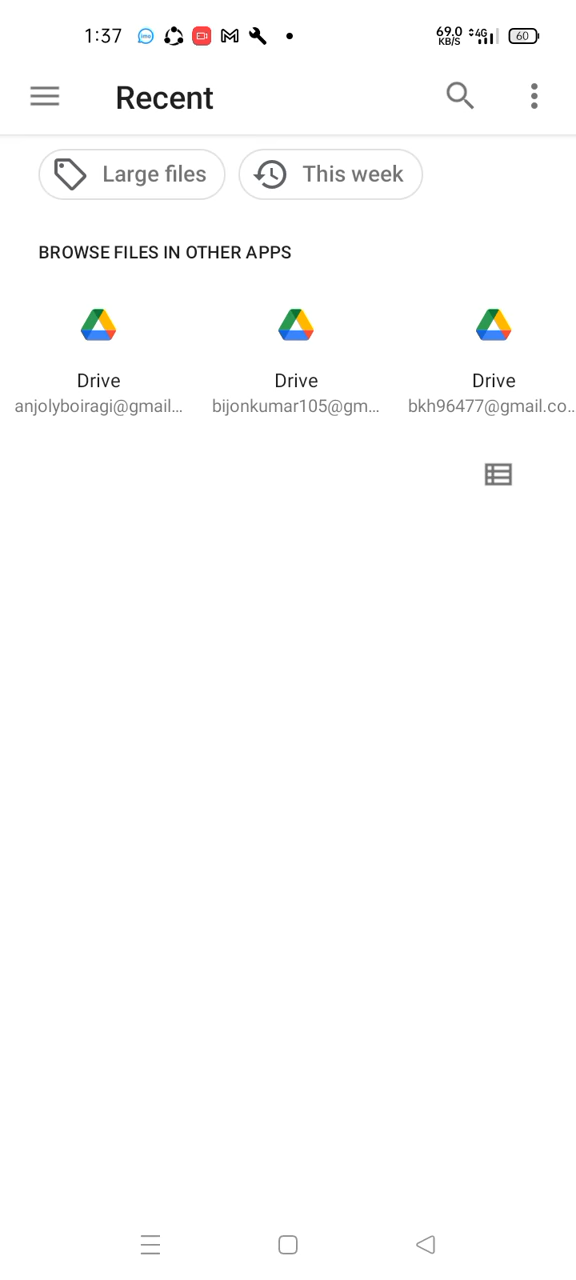 1:37
69.0 KB/S 4G 60
Recent
Large files
This week
BROWSE FILES IN OTHER APPS
Drive
anjolyboiragi@gmail...
Drive
bijonkumar105@gm...
Drive
bkh96477@gmail.co..